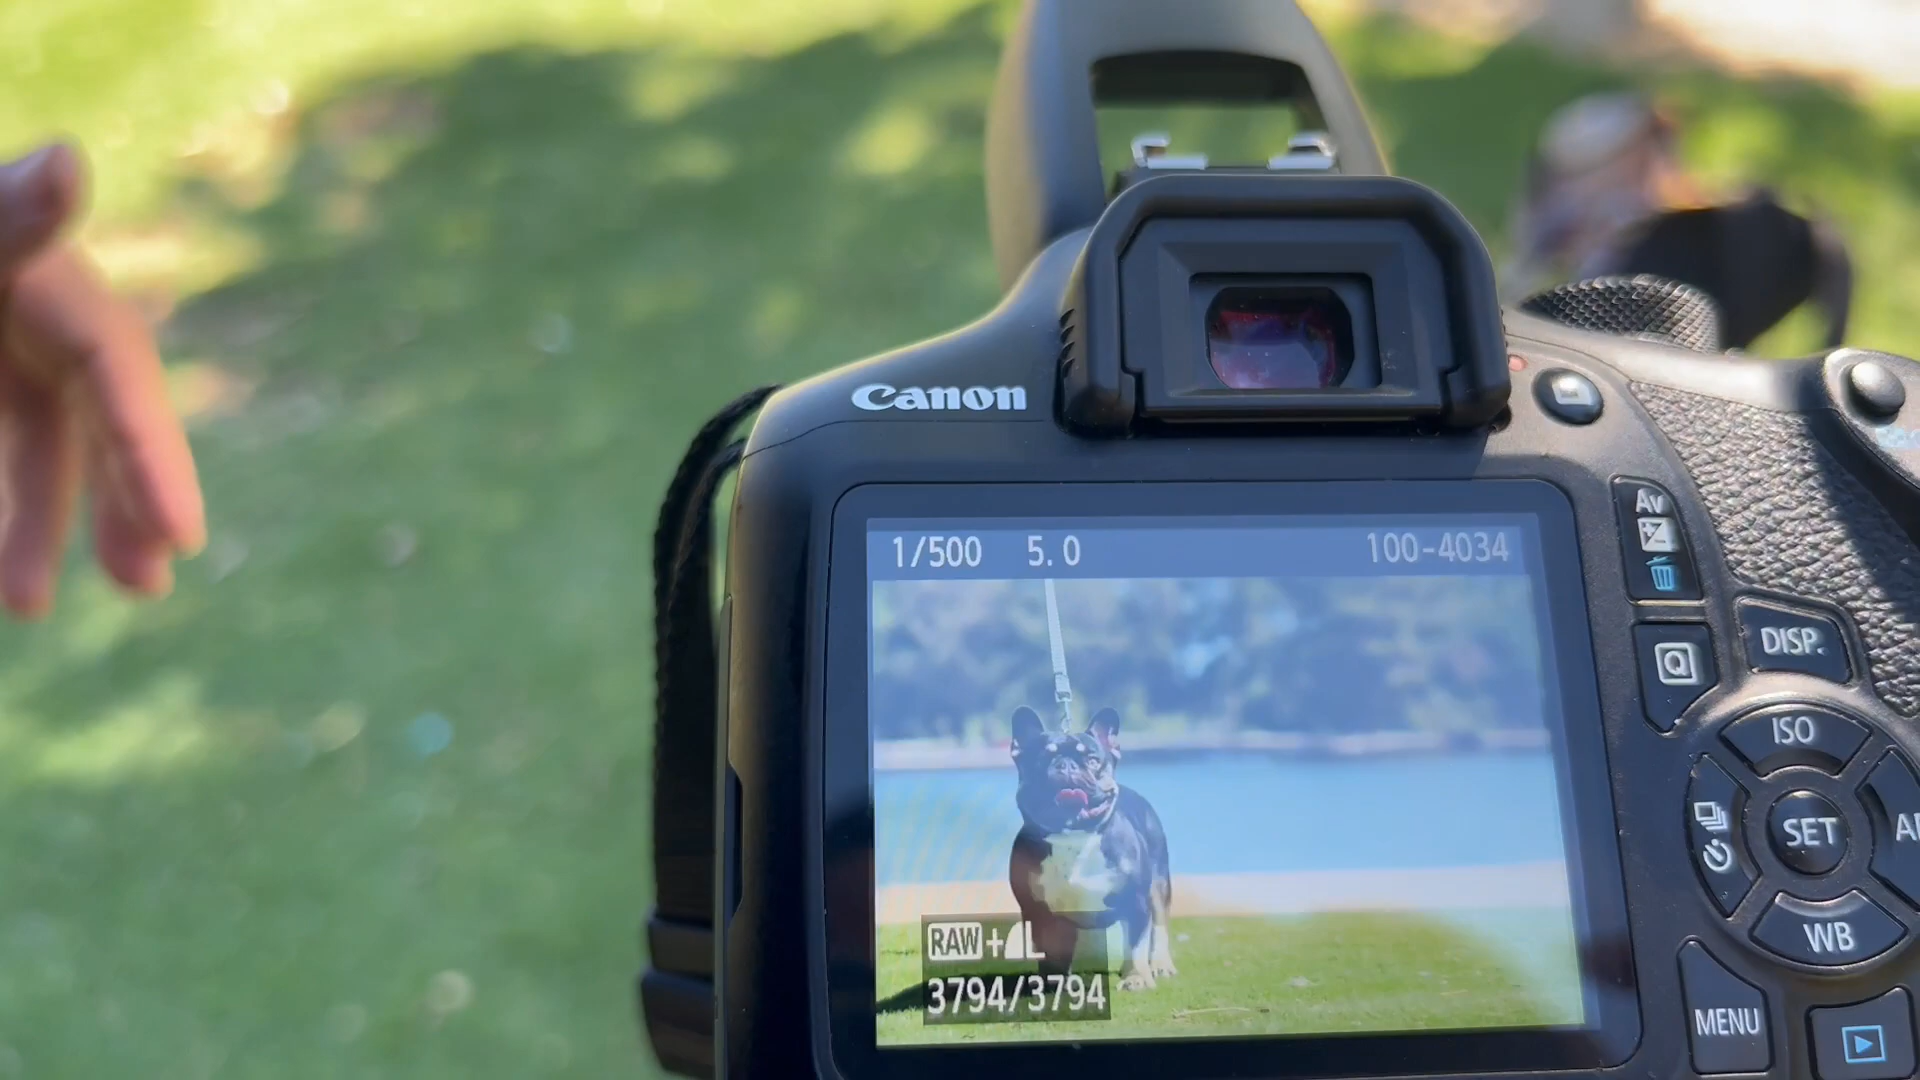 Canon
1/500 5.0 100-4034
Av
DISP.
Q
ISO
SET
WB
RAW+L
3794/3794
MENU